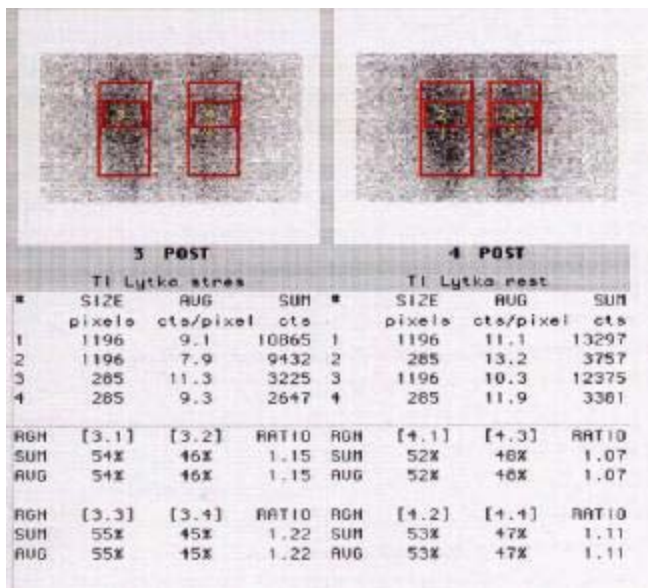 3 POST
Tl Lytko stres
# SIZE AVG SUM
pixels cts/pixel cts
1 1196 9.1 10865
2 1196 7.9 9432
3 285 11.3 3225
4 285 9.3 2647
RGN [3.1] [3.2] RATIO
SUM 54% 46% 1.15
AVG 54% 46% 1.15
RGN [3.3] [3.4] RATIO
SUM 55% 45% 1.22
AVG 55% 45% 1.22
4 POST
Tl Lytko rest
# SIZE AVG SUM
pixels cts/pixel cts
1 1196 11.1 13297
2 285 13.2 3757
3 1196 10.3 12375
4 285 11.9 3381
RGN [4.1] [4.3] RATIO
SUM 52% 48% 1.07
AVG 52% 48% 1.07
RGN [4.2] [4.4] RATIO
SUM 53% 47% 1.11
AVG 53% 47% 1.11